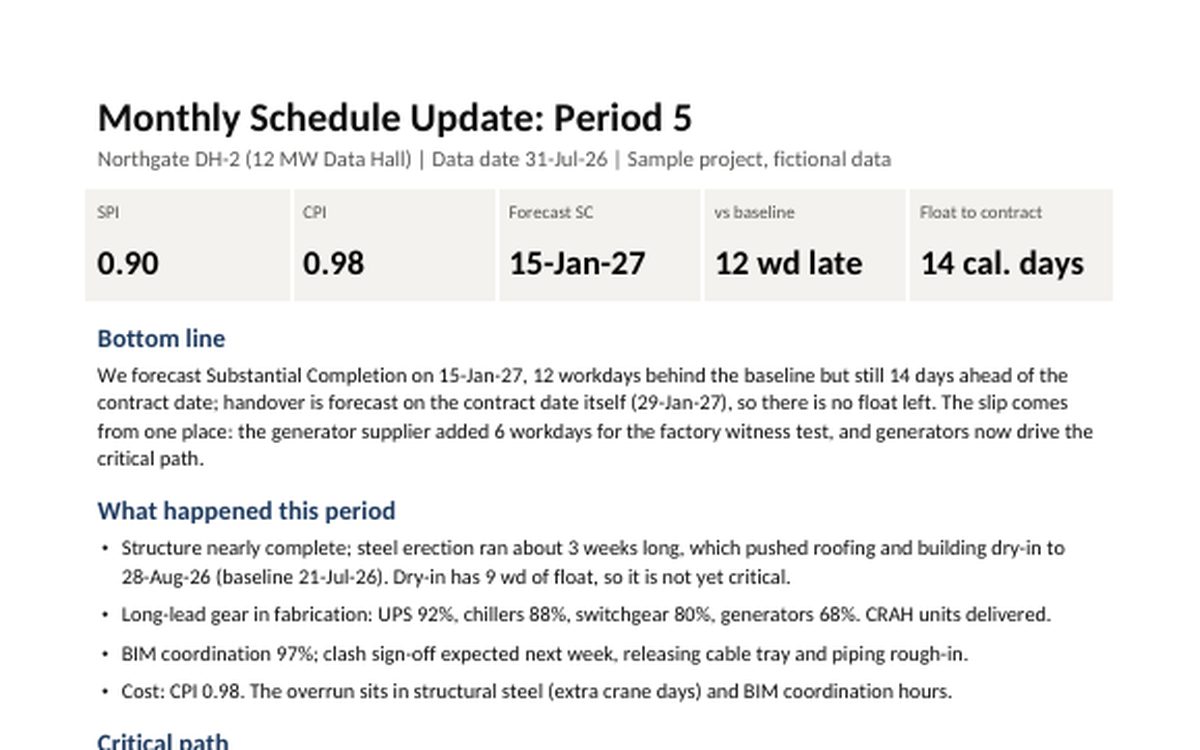 Monthly Schedule Update: Period 5
Northgate DH-2 (12 MW Data Hall) | Data date 31-Jul-26 | Sample project, fictional data
SPI
0.90
CPI
0.98
Forecast SC
15-Jan-27
vs baseline
12 wd late
Float to contract
14 cal. days
Bottom line
We forecast Substantial Completion on 15-Jan-27, 12 workdays behind the baseline but still 14 days ahead of the
contract date; handover is forecast on the contract date itself (29-Jan-27), so there is no float left. The slip comes
from one place: the generator supplier added 6 workdays for the factory witness test, and generators now drive the
critical path.
What happened this period
• Structure nearly complete; steel erection ran about 3 weeks long, which pushed roofing and building dry-in to
28-Aug-26 (baseline 21-Jul-26). Dry-in has 9 wd of float, so it is not yet critical.
• Long-lead gear in fabrication: UPS 92%, chillers 88%, switchgear 80%, generators 68%. CRAH units delivered.
• BIM coordination 97%; clash sign-off expected next week, releasing cable tray and piping rough-in.
• Cost: CPI 0.98. The overrun sits in structural steel (extra crane days) and BIM coordination hours.
Critical path